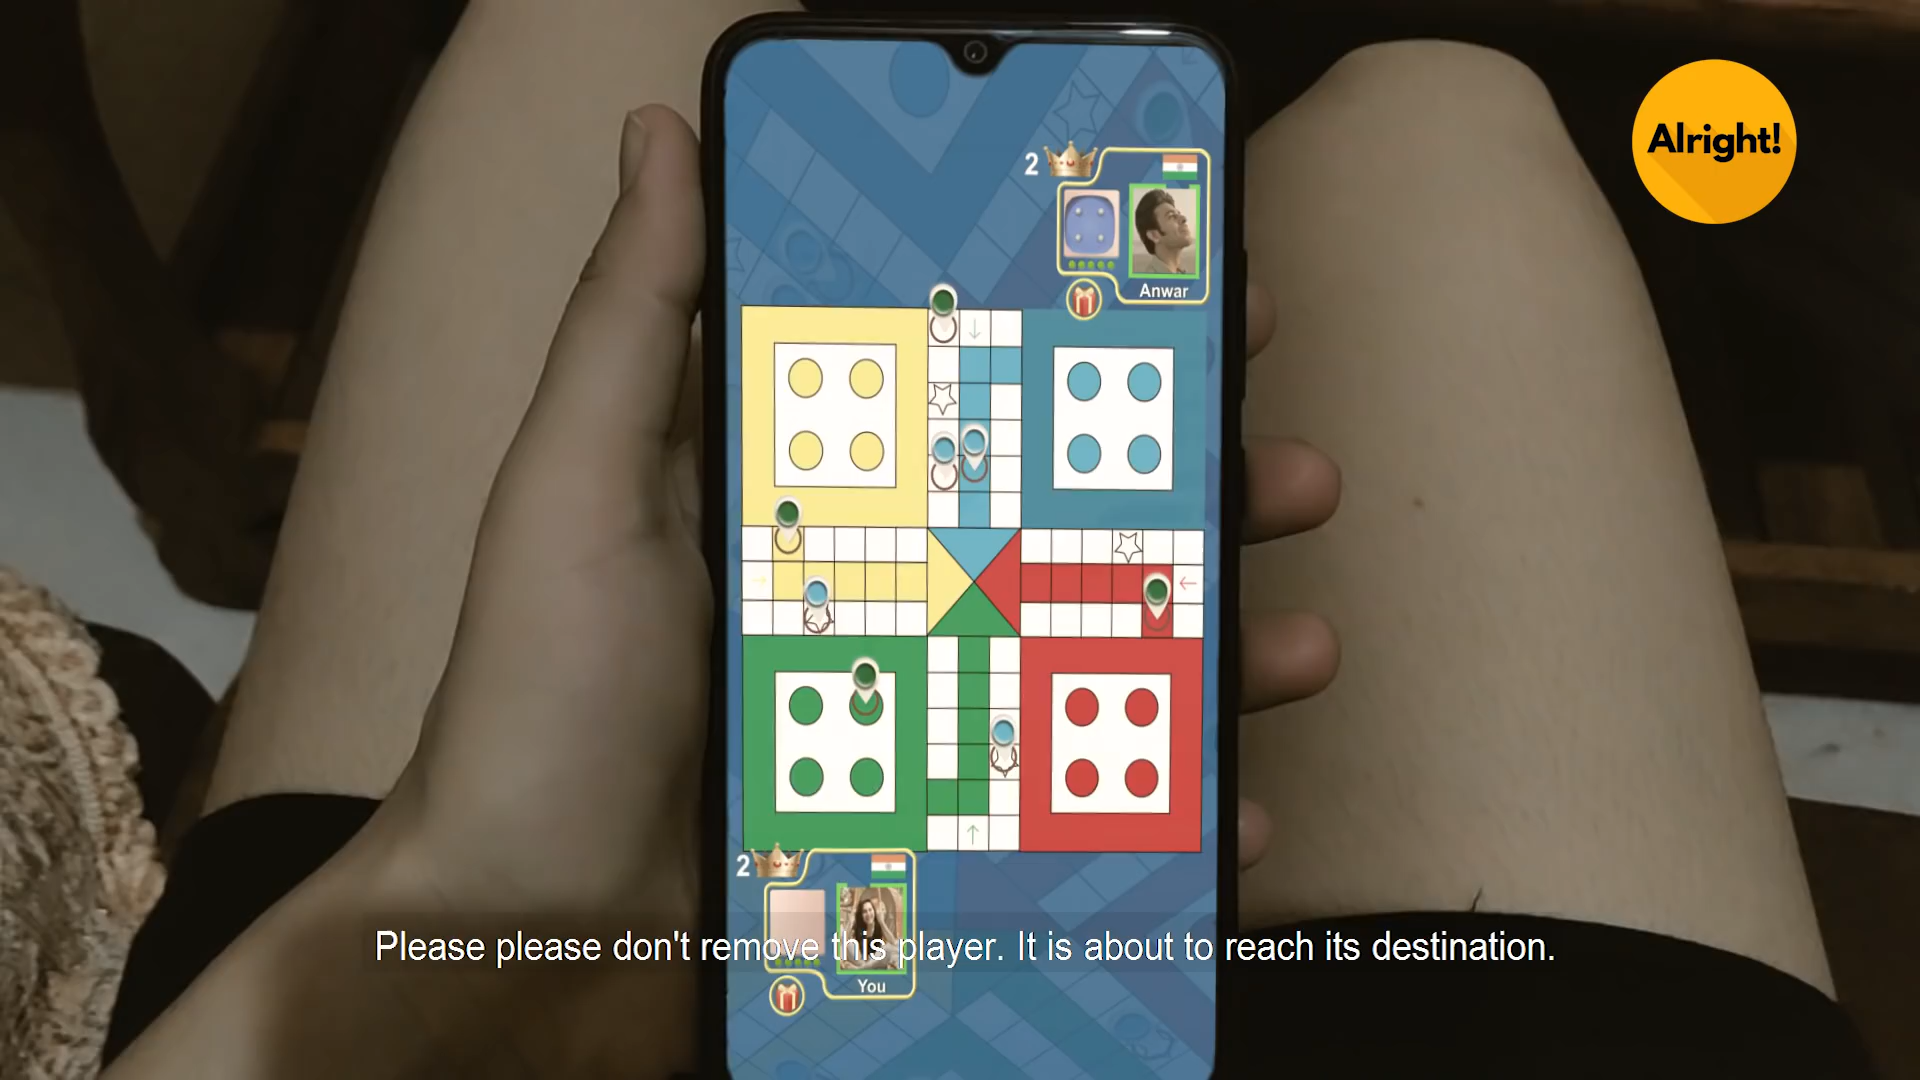 Alright!
2
Anwar
2
Please please don't remove this player. It is about to reach its destination.
You